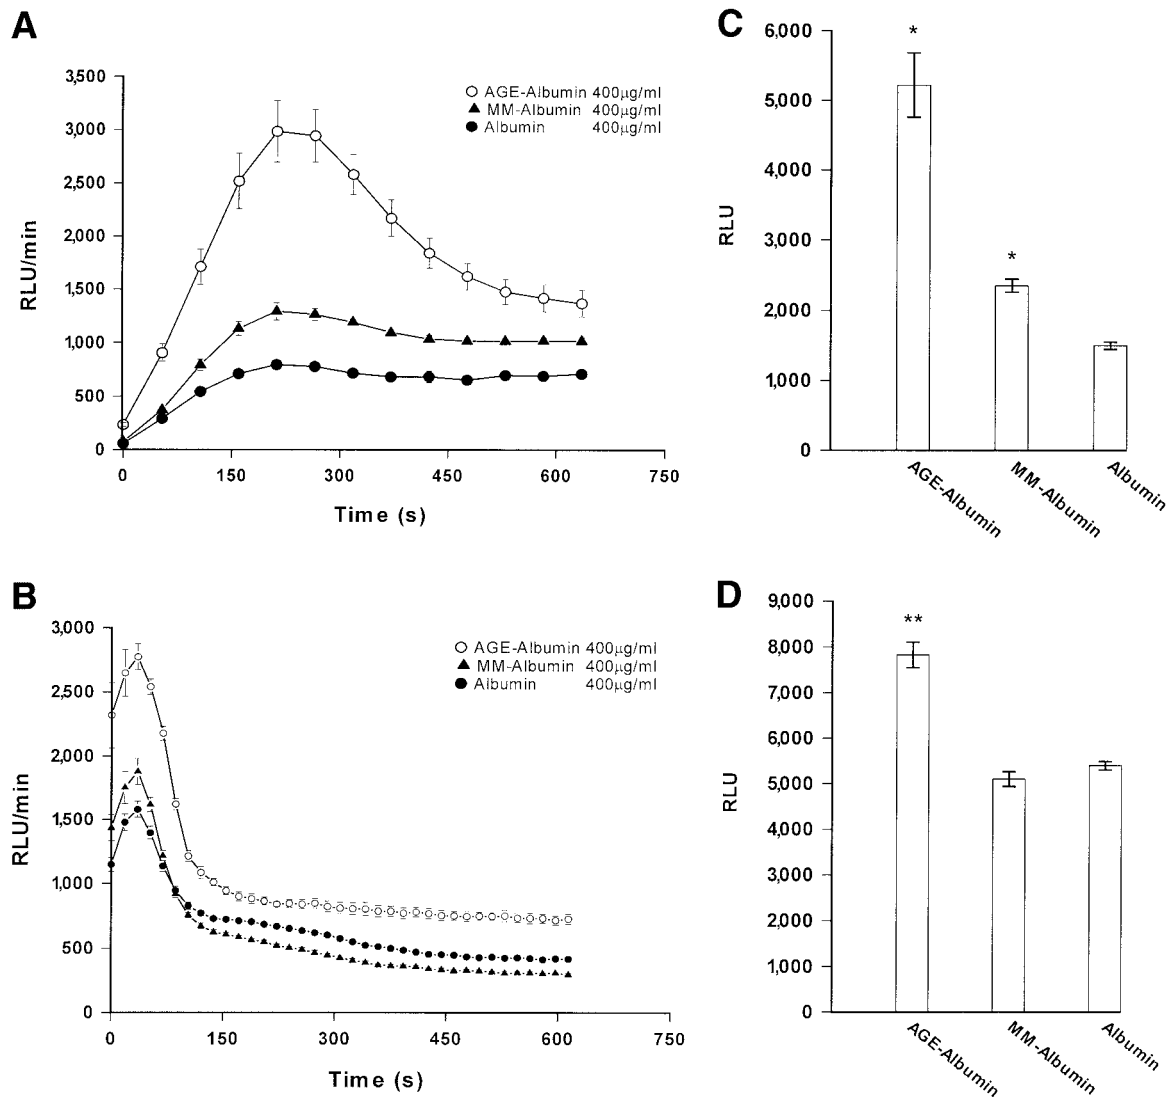 A
3,500
3,000
2,500
2,000
1,500
1,000
500
0
RLU/min
0 150 300 450 600 750
Time (s)
AGE-Albumin 400µg/ml
MM-Albumin 400µg/ml
Albumin 400µg/ml
C
6,000
5,000
4,000
3,000
2,000
1,000
0
RLU
*
*
AGE-Albumin
MM-Albumin
Albumin
B
3,000
2,500
2,000
1,500
1,000
500
0
RLU/min
0 150 300 450 600 750
Time (s)
AGE-Albumin 400µg/ml
MM-Albumin 400µg/ml
Albumin 400µg/ml
D
9,000
8,000
7,000
6,000
5,000
4,000
3,000
2,000
1,000
0
RLU
**
AGE-Albumin
MM-Albumin
Albumin